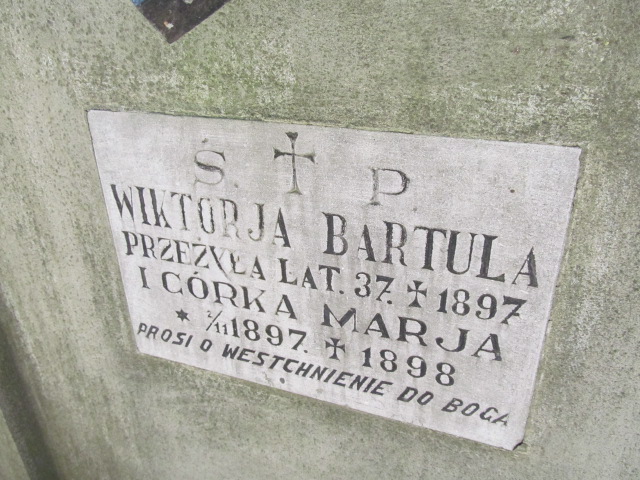 Ś. ✝ P.
WIKTORJA BARTULA
PRZEŻYŁA LAT. 37. ✝ 1897
I CÓRKA MARJA
* 2/11 1897. ✝ 1898
PROSI O WESTCHNIENIE DO BOGA